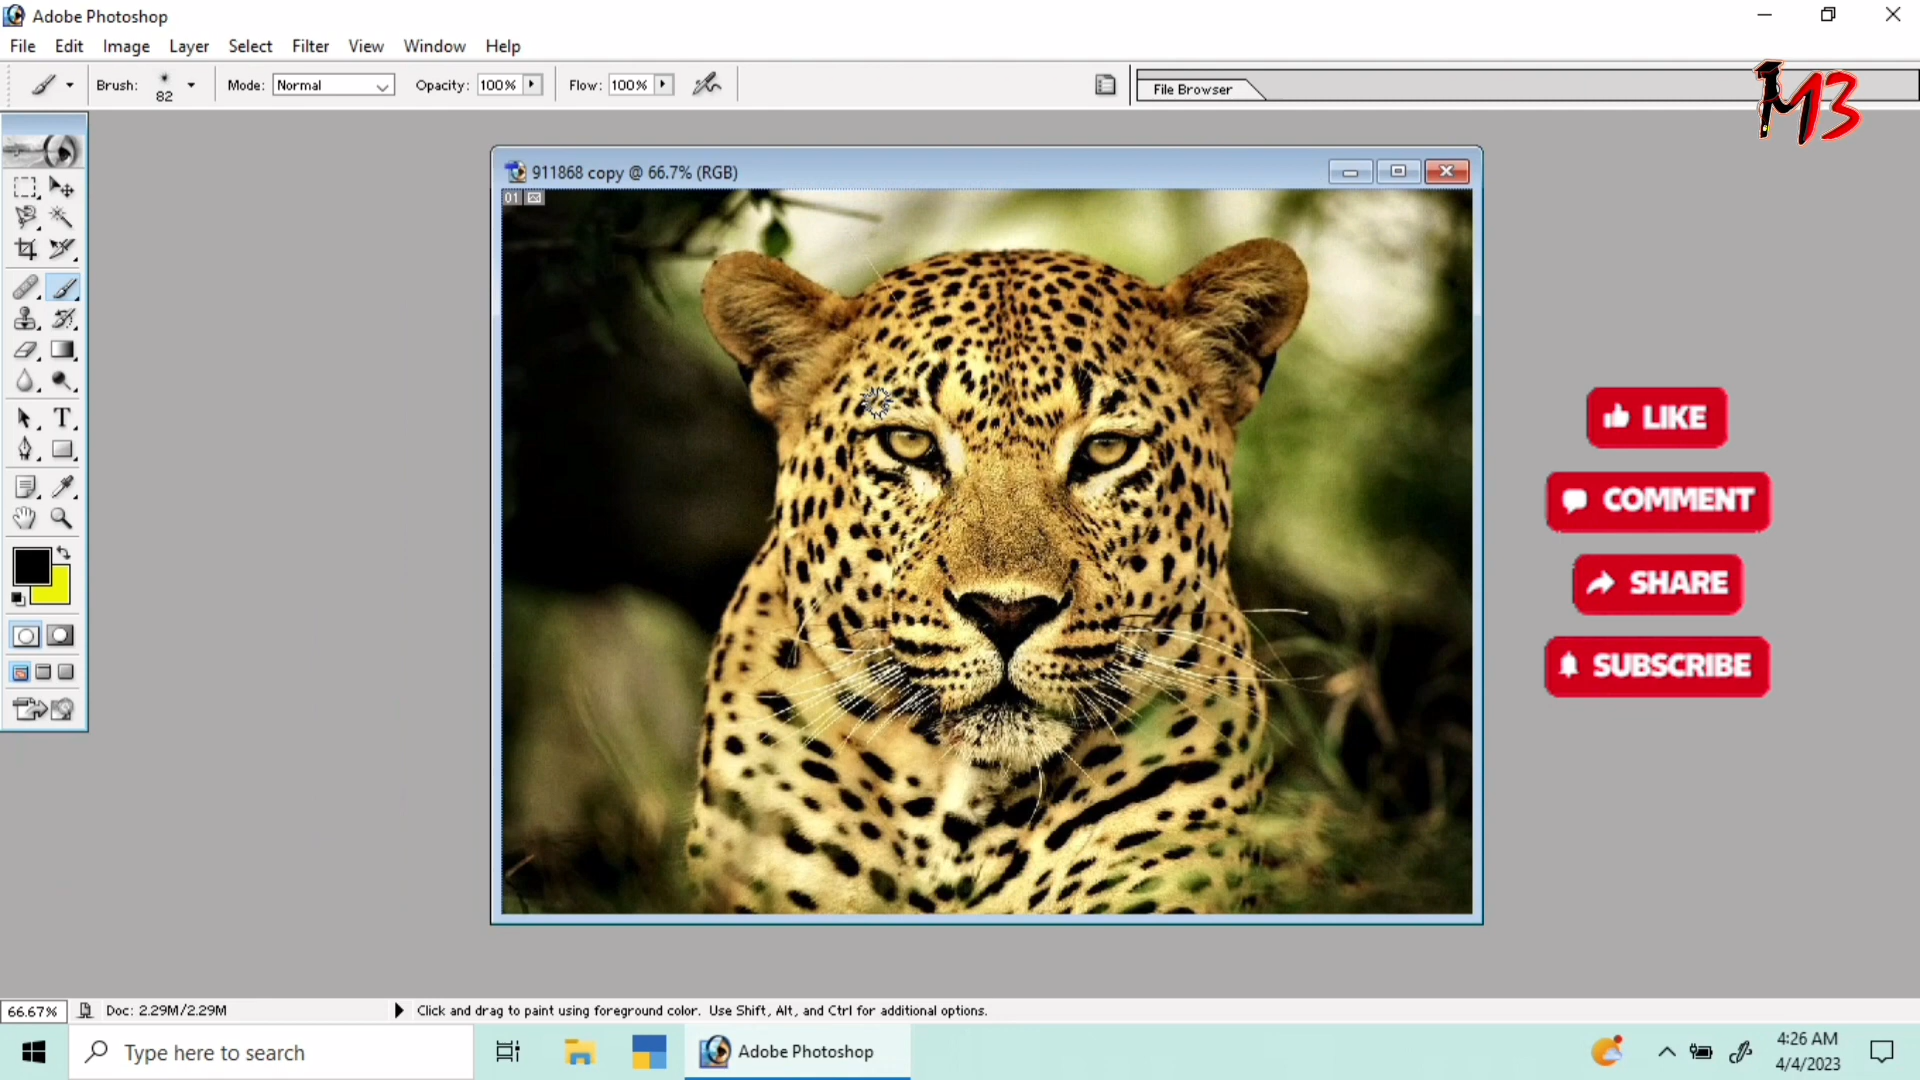 Adobe Photoshop
File Edit Image Layer Select Filter View Window Help
Brush: 82 Mode: Normal Opacity: 100% Flow: 100% File Browser
M3
911868 copy @ 66.7% (RGB)
01
T
LIKE
COMMENT
SHARE
SUBSCRIBE
66.67% Doc: 2.29M/2.29M Click and drag to paint using foreground color. Use Shift, Alt, and Ctrl for additional options.
Type here to search Adobe Photoshop 4:26 AM
4/4/2023